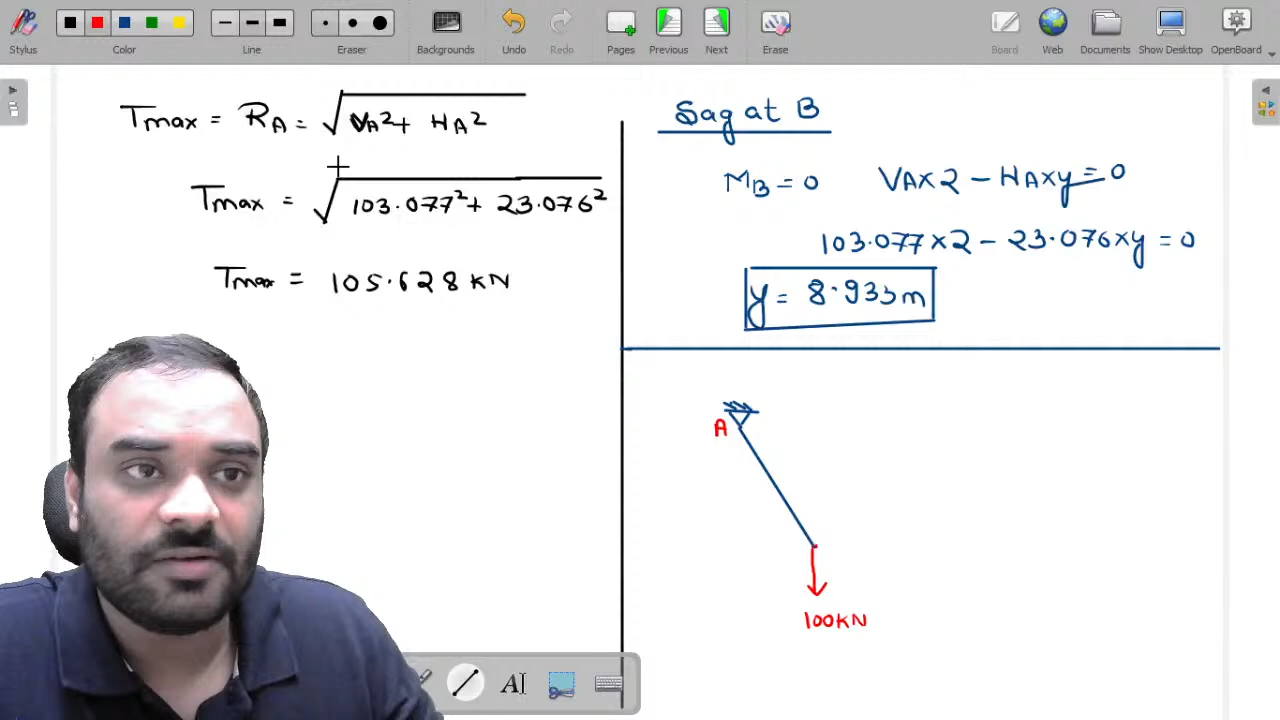 Stylus
Color
Line
Eraser
Backgrounds
Undo
Redo
Pages
Previous
Next
Erase
Board
Web
Documents
Show Desktop
OpenBoard
Tmax = RA = √VA² + HA²
Tmax = √103.077² + 23.076²
Tmax = 105.628 KN
Sag at B
MB = 0 VA×2 - HA×y = 0
103.077×2 - 23.076×y = 0
y = 8.933m
A
100KN
AI